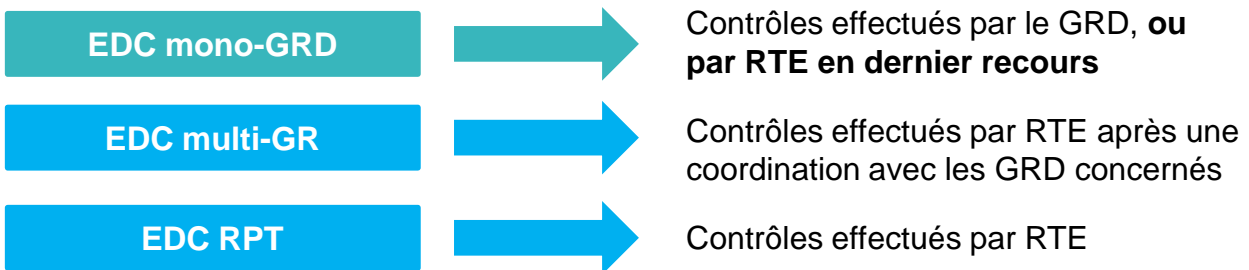 EDC mono-GRD
Contrôles effectués par le GRD, ou
par RTE en dernier recours
EDC multi-GR
Contrôles effectués par RTE après une
coordination avec les GRD concernés
EDC RPT
Contrôles effectués par RTE